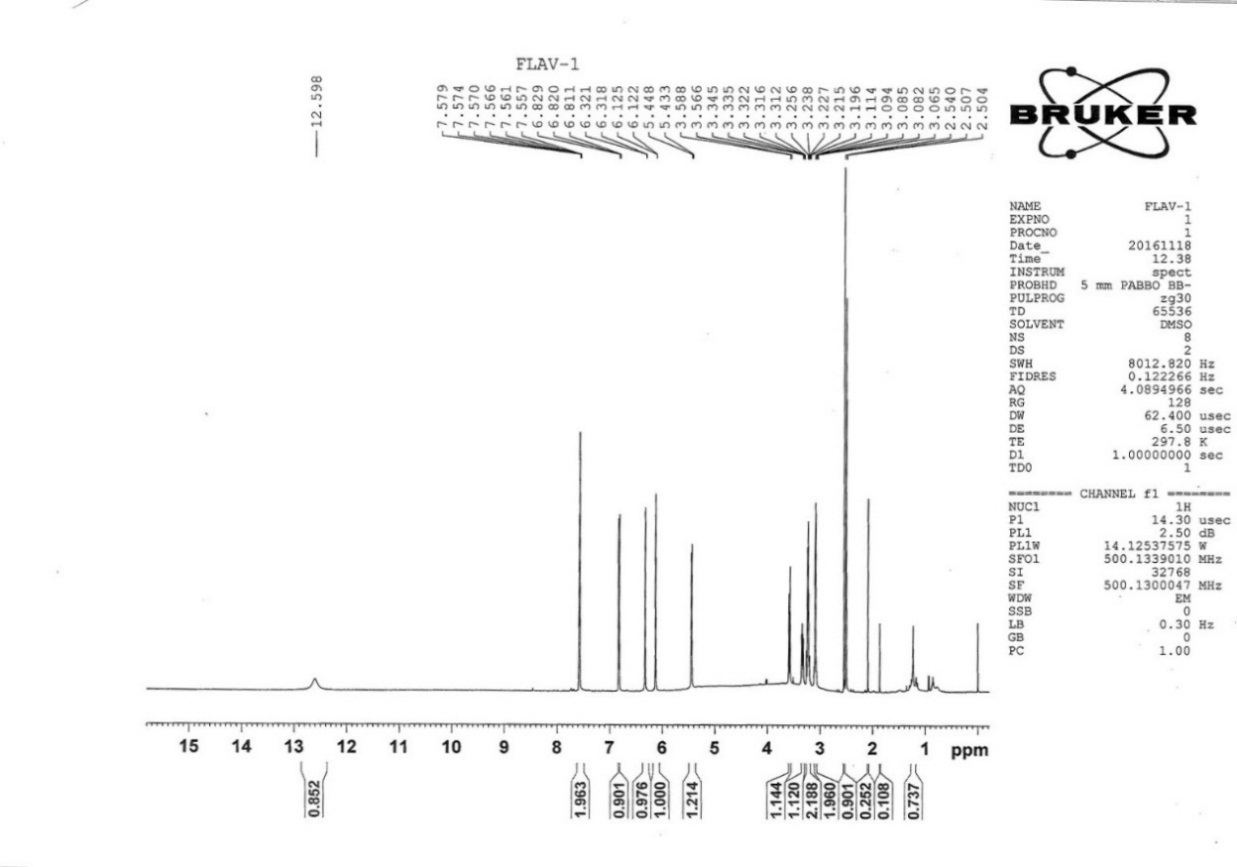 FLAV-1
12.598
7.579
7.574
7.570
7.566
7.561
7.557
6.829
6.820
6.811
6.321
6.318
6.125
6.122
5.448
5.433
3.588
3.566
3.345
3.335
3.322
3.316
3.312
3.256
3.238
3.227
3.215
3.196
3.114
3.094
3.085
3.082
3.065
2.540
2.507
2.504
BRUKER
NAME FLAV-1
EXPNO 1
PROCNO 1
Date_ 20161118
Time 12.38
INSTRUM spect
PROBHD 5 mm PABBO BB-
PULPROG zg30
TD 65536
SOLVENT DMSO
NS 8
DS 2
SWH 8012.820 Hz
FIDRES 0.122266 Hz
AQ 4.0894966 sec
RG 128
DW 62.400 usec
DE 6.50 usec
TE 297.8 K
D1 1.00000000 sec
TD0 1
======== CHANNEL f1 ========
NUC1 1H
P1 14.30 usec
PL1 2.50 dB
PL1W 14.12537575 W
SFO1 500.1339010 MHz
SI 32768
SF 500.1300047 MHz
WDW EM
SSB 0
LB 0.30 Hz
GB 0
PC 1.00
15 14 13 12 11 10 9 8 7 6 5 4 3 2 1 ppm
0.852
1.963
0.901
0.976
1.000
1.214
1.144
1.120
2.188
1.960
0.901
0.252
0.108
0.737